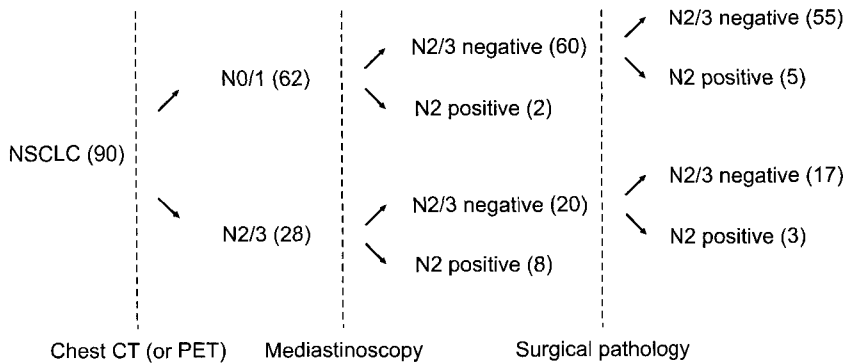 NSCLC (90)
N0/1 (62)
N2/3 (28)
N2/3 negative (60)
N2 positive (2)
N2/3 negative (20)
N2 positive (8)
N2/3 negative (55)
N2 positive (5)
N2/3 negative (17)
N2 positive (3)
Chest CT (or PET)
Mediastinoscopy
Surgical pathology